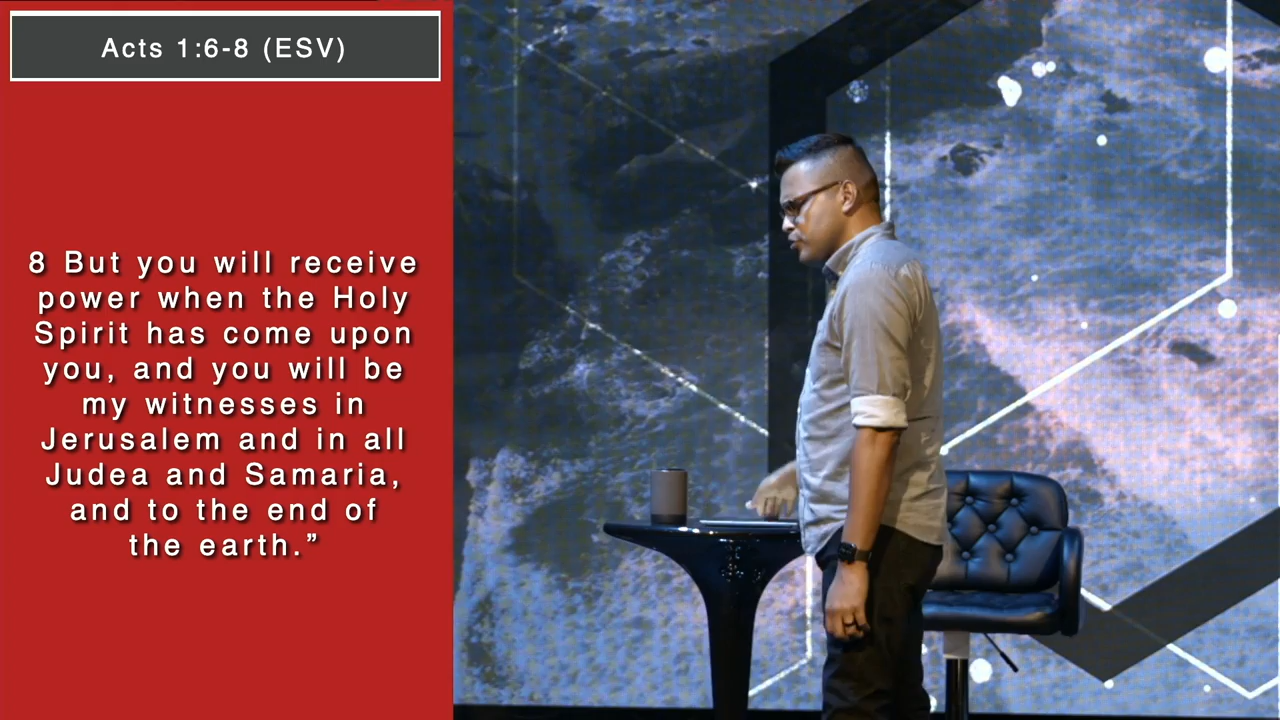 Acts 1:6-8 (ESV)
8 But you will receive
power when the Holy
Spirit has come upon
you, and you will be
my witnesses in
Jerusalem and in all
Judea and Samaria,
and to the end of
the earth.”